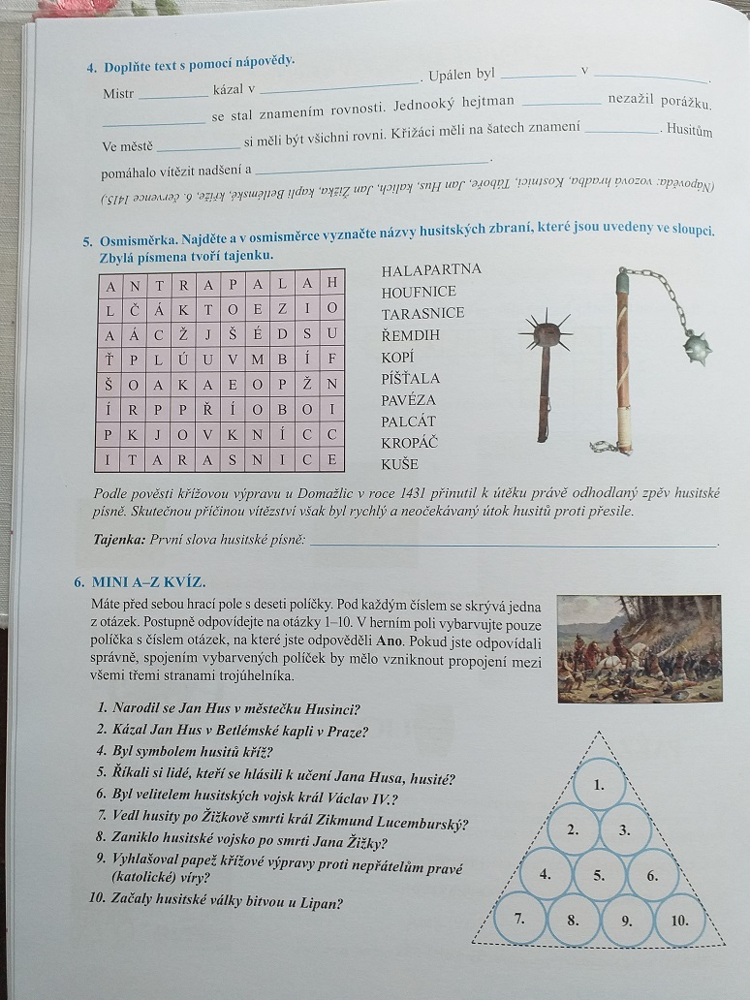 4. Doplňte text s pomocí nápovědy.
Mistr __________ kázal v ______________________. Upálen byl __________ v ________________.
______________ se stal znamením rovnosti. Jednooký hejtman ___________ nezažil porážku.
Ve městě ____________ si měli být všichni rovni. Křižáci měli na šatech znamení __________. Husitům
pomáhalo vítězit nadšení a ________________________________.
(Nápověda: vozová hradba, Kostnici, Táboře, Jan Hus, kalich, Jan Žižka, kapli Betlémské, kříže, 6. července 1415.)
5. Osmisměrka. Najděte a v osmisměrce vyznačte názvy husitských zbraní, které jsou uvedeny ve sloupci.
Zbylá písmena tvoří tajenku.
A N T R A P A L A H
L Č Á K T O E Z I O
A Á C Ž J Š É D S U
Ť P L Ú U V M B Í F
Š O A K A E O P Ž N
Í R P P Ř Í O B O I
P K J O V K N Í C C
I T A R A S N I C E
HALAPARTNA
HOUFNICE
TARASNICE
ŘEMDIH
KOPÍ
PÍŠŤALA
PAVÉZA
PALCÁT
KROPÁČ
KUŠE
Podle pověsti křížovou výpravu u Domažlic v roce 1431 přinutil k útěku právě odhodlaný zpěv husitské
písně. Skutečnou příčinou vítězství však byl rychlý a neočekávaný útok husitů proti přesile.
Tajenka: První slova husitské písně: ______________________________.
6. MINI A–Z KVÍZ.
Máte před sebou hrací pole s deseti políčky. Pod každým číslem se skrývá jedna
z otázek. Postupně odpovídejte na otázky 1–10. V herním poli vybarvujte pouze
políčka s číslem otázek, na které jste odpověděli Ano. Pokud jste odpovídali
správně, spojením vybarvených políček by mělo vzniknout propojení mezi
všemi třemi stranami trojúhelníka.
1. Narodil se Jan Hus v městečku Husinci?
2. Kázal Jan Hus v Betlémské kapli v Praze?
4. Byl symbolem husitů kříž?
5. Říkali si lidé, kteří se hlásili k učení Jana Husa, husité?
6. Byl velitelem husitských vojsk král Václav IV.?
7. Vedl husity po Žižkově smrti král Zikmund Lucemburský?
8. Zaniklo husitské vojsko po smrti Jana Žižky?
9. Vyhlašoval papež křížové výpravy proti nepřátelům pravé
(katolické) víry?
10. Začaly husitské války bitvou u Lipan?
1.
2. 3.
4. 5. 6.
7. 8. 9. 10.